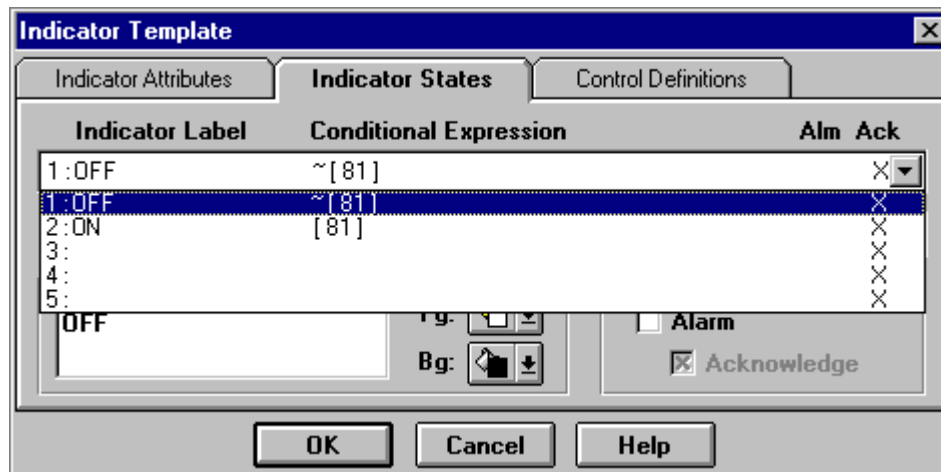 Indicator Template
Indicator Attributes Indicator States Control Definitions
Indicator Label Conditional Expression Alm Ack
1:OFF ~[81] X
1:OFF ~[81] X
2:ON [81] X
3: X
4: X
5: X
OFF Fg: Alarm
Bg: Acknowledge
OK Cancel Help